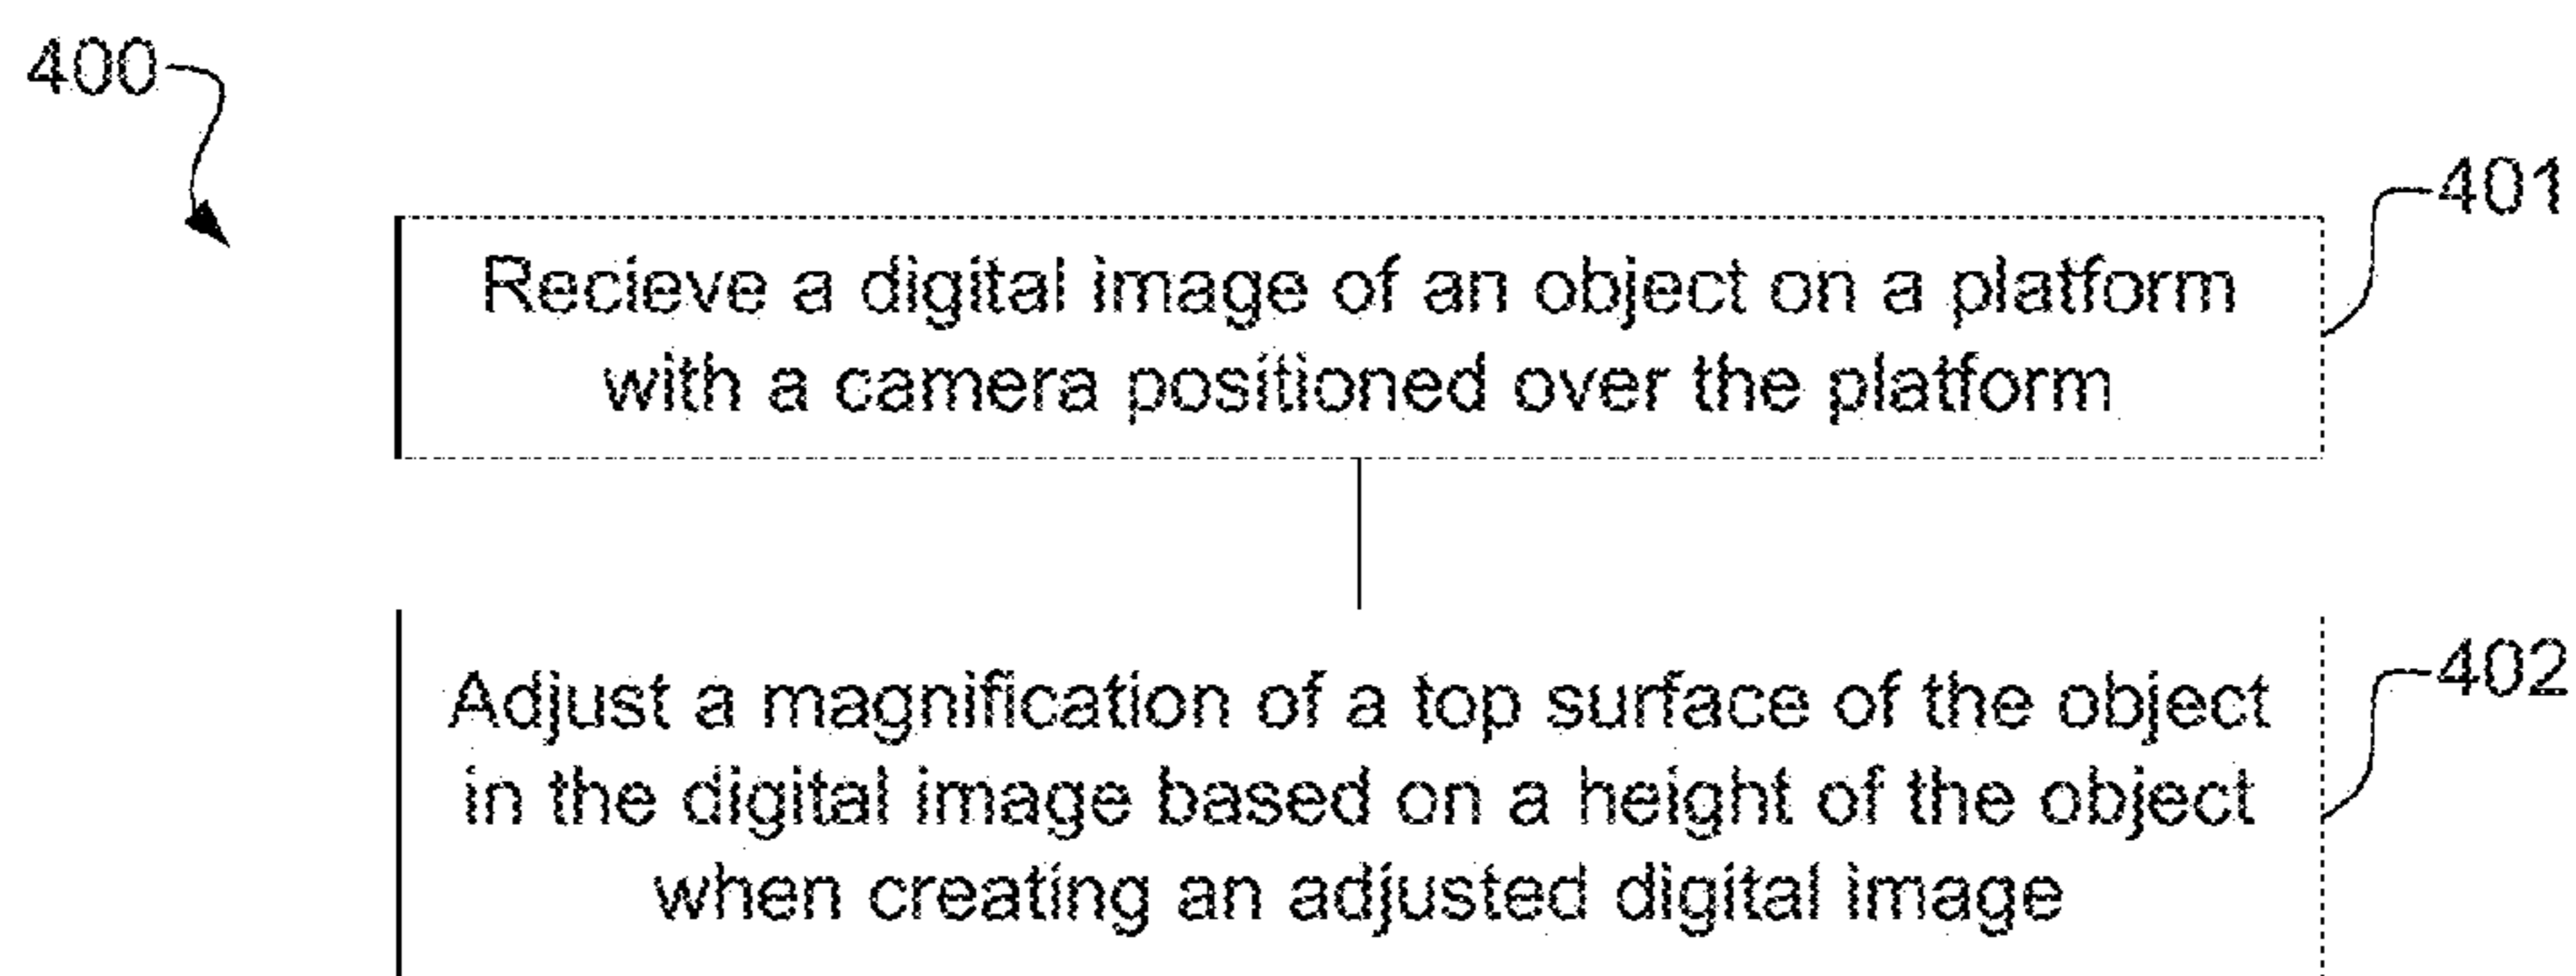 400
401
Recieve a digital image of an object on a platform
with a camera positioned over the platform
402
Adjust a magnification of a top surface of the object
in the digital image based on a height of the object
when creating an adjusted digital image